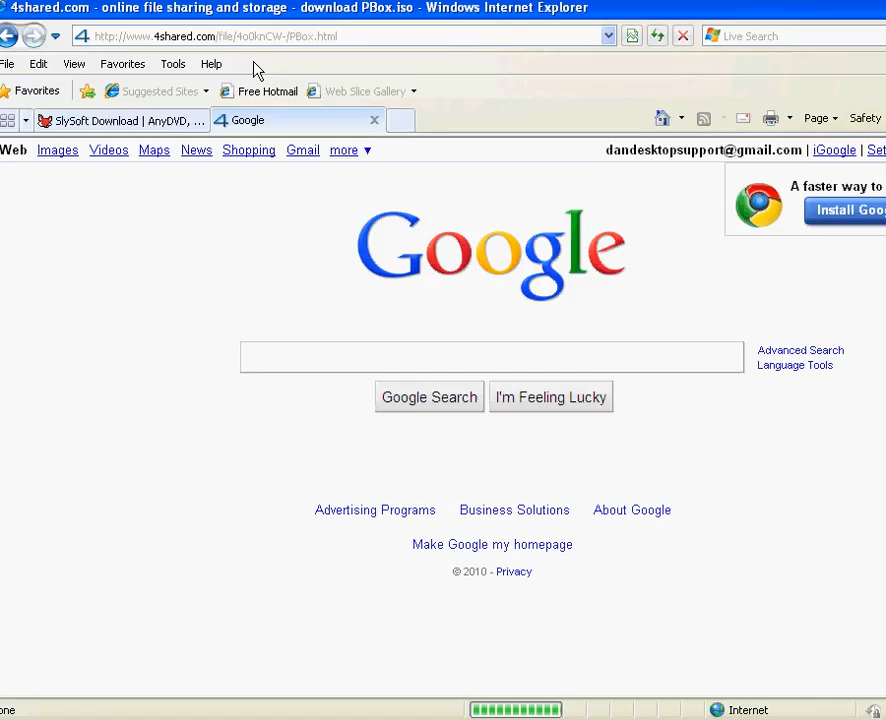 4shared.com - online file sharing and storage - download PBox.iso - Windows Internet Explorer
http://www.4shared.com/file/4o0knCW-/PBox.html
Live Search
File Edit View Favorites Tools Help
Favorites Suggested Sites Free Hotmail Web Slice Gallery
SlySoft Download | AnyDVD, ... Google Page Safety
Web Images Videos Maps News Shopping Gmail more dandesktopsupport@gmail.com | iGoogle | Set
A faster way to
Install Goo
Google
Advanced Search
Language Tools
Google Search I'm Feeling Lucky
Advertising Programs Business Solutions About Google
Make Google my homepage
© 2010 - Privacy
one Internet